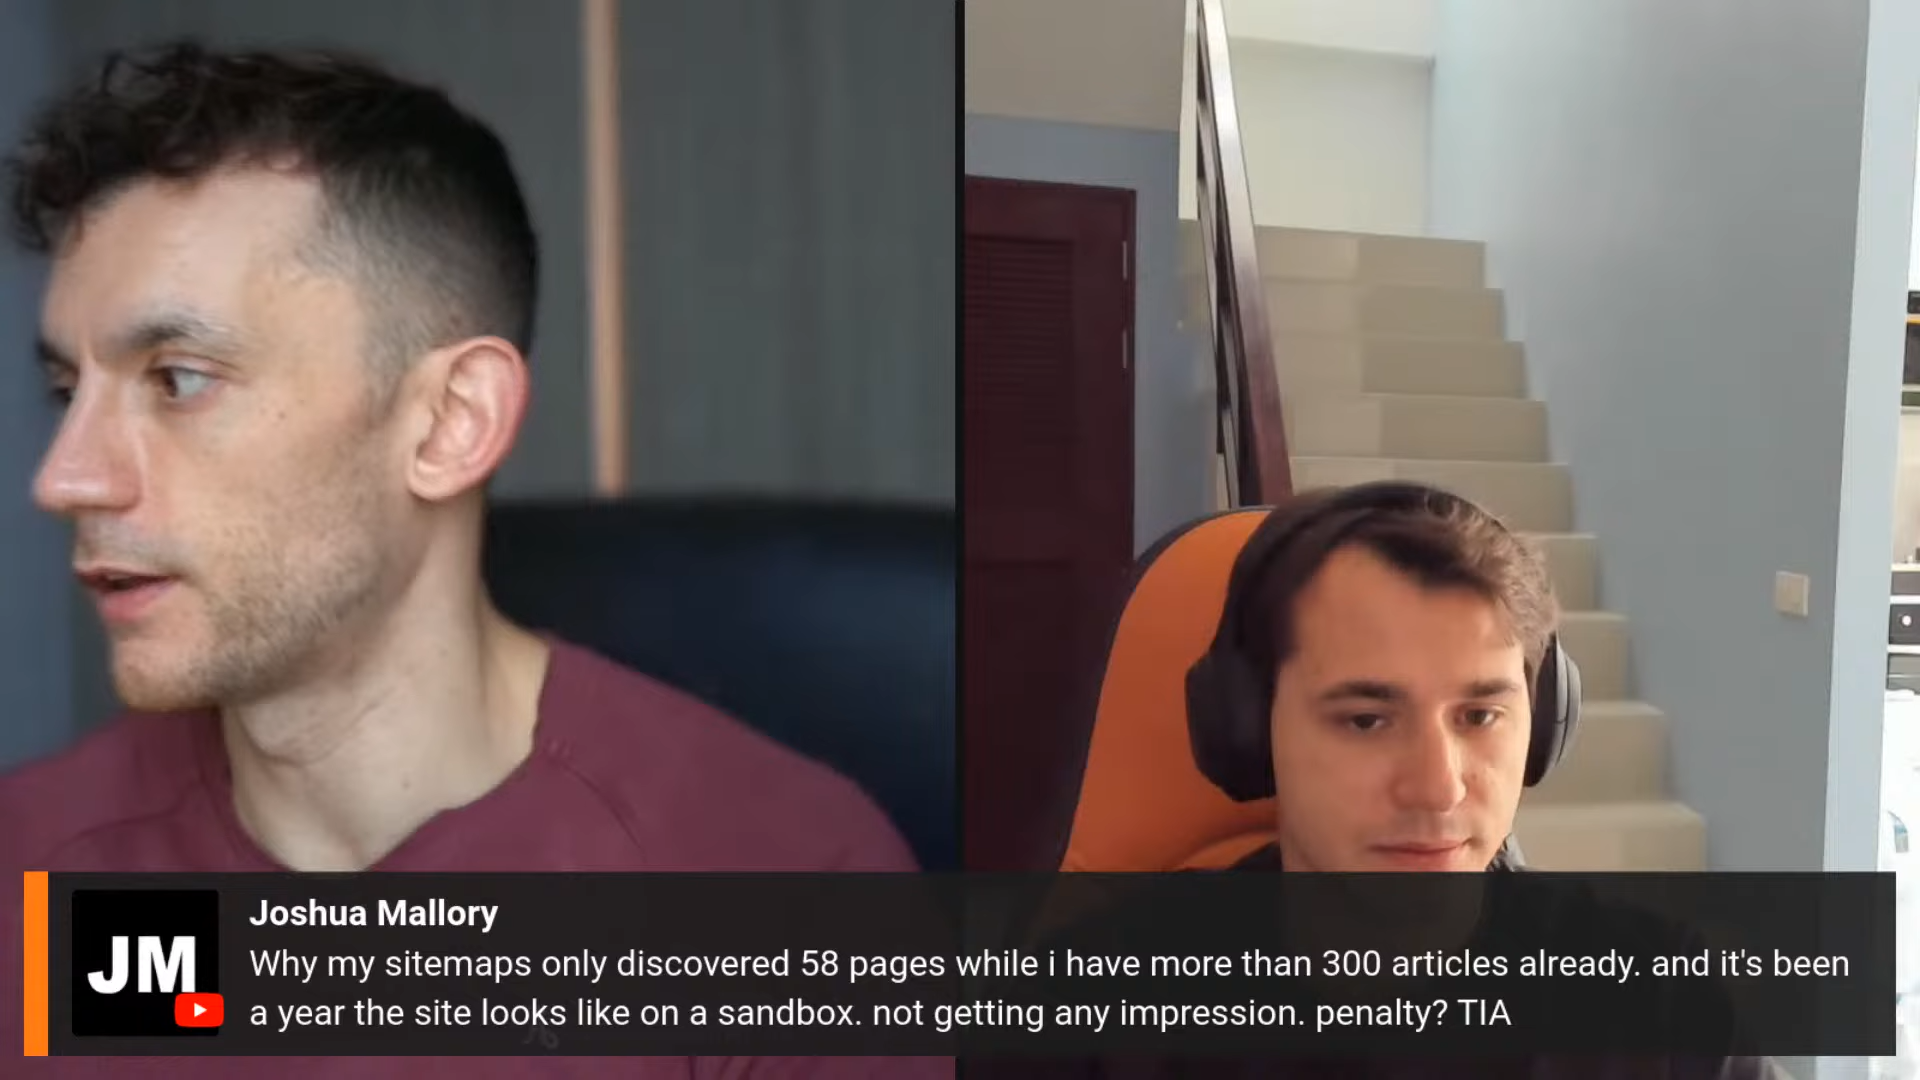 Joshua Mallory
JM
Why my sitemaps only discovered 58 pages while i have more than 300 articles already. and it's been
a year the site looks like on a sandbox. not getting any impression. penalty? TIA